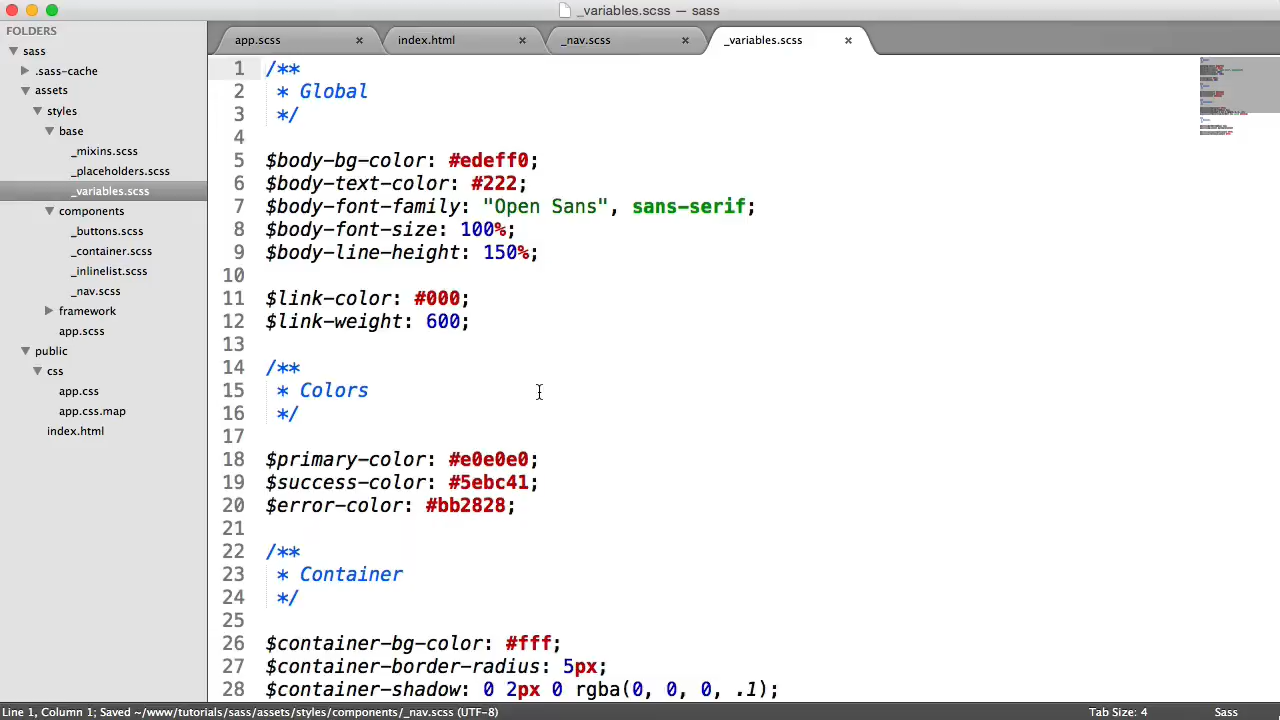 _variables.scss — sass
FOLDERS
sass
.sass-cache
assets
styles
base
_mixins.scss
_placeholders.scss
_variables.scss
components
_buttons.scss
_container.scss
_inlinelist.scss
_nav.scss
framework
app.scss
public
css
app.css
app.css.map
index.html
app.scss × index.html × _nav.scss × _variables.scss ×
1 /**
2 * Global
3 */
4
5 $body-bg-color: #edeff0;
6 $body-text-color: #222;
7 $body-font-family: "Open Sans", sans-serif;
8 $body-font-size: 100%;
9 $body-line-height: 150%;
10
11 $link-color: #000;
12 $link-weight: 600;
13
14 /**
15 * Colors
16 */
17
18 $primary-color: #e0e0e0;
19 $success-color: #5ebc41;
20 $error-color: #bb2828;
21
22 /**
23 * Container
24 */
25
26 $container-bg-color: #fff;
27 $container-border-radius: 5px;
28 $container-shadow: 0 2px 0 rgba(0, 0, 0, .1);
Line 1, Column 1; Saved ~/www/tutorials/sass/assets/styles/components/_nav.scss (UTF-8) Tab Size: 4 Sass